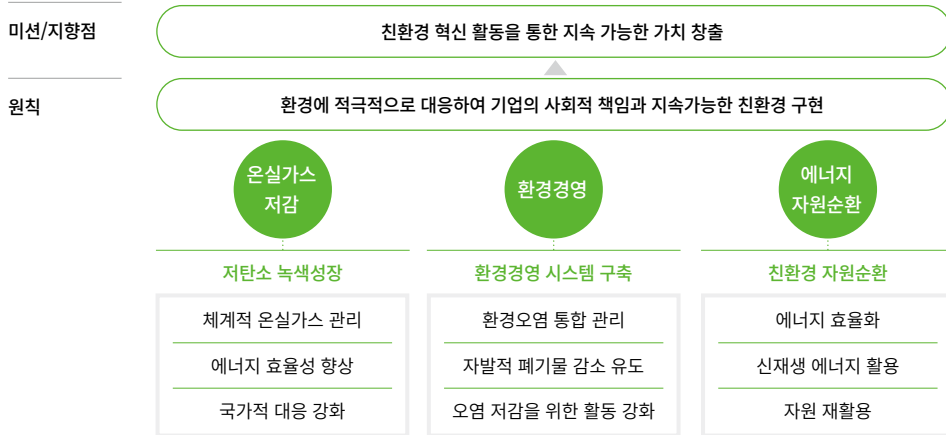 미션/지향점
친환경 혁신 활동을 통한 지속 가능한 가치 창출
원칙
환경에 적극적으로 대응하여 기업의 사회적 책임과 지속가능한 친환경 구현
온실가스
저감
환경경영
에너지
자원순환
저탄소 녹색성장
환경경영 시스템 구축
친환경 자원순환
체계적 온실가스 관리
환경오염 통합 관리
에너지 효율화
에너지 효율성 향상
자발적 폐기물 감소 유도
신재생 에너지 활용
국가적 대응 강화
오염 저감을 위한 활동 강화
자원 재활용